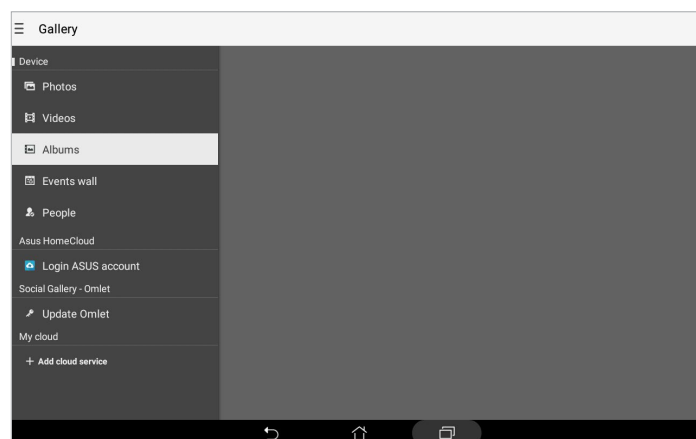 Gallery
Device
Photos
Videos
Albums
Events wall
People
Asus HomeCloud
Login ASUS account
Social Gallery - Omlet
Update Omlet
My cloud
+ Add cloud service